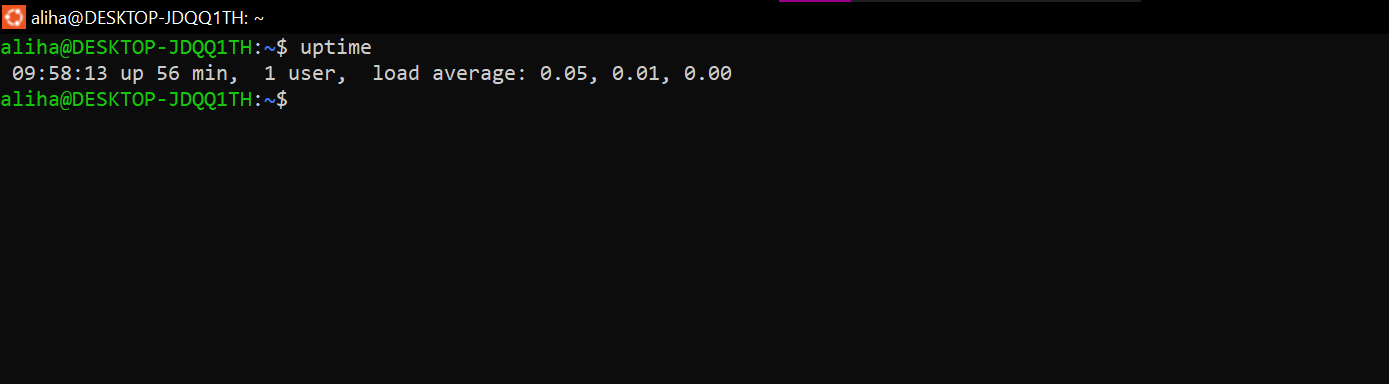 aliha@DESKTOP-JDQQ1TH: ~
aliha@DESKTOP-JDQQ1TH:~$ uptime
 09:58:13 up 56 min,  1 user,  load average: 0.05, 0.01, 0.00
aliha@DESKTOP-JDQQ1TH:~$